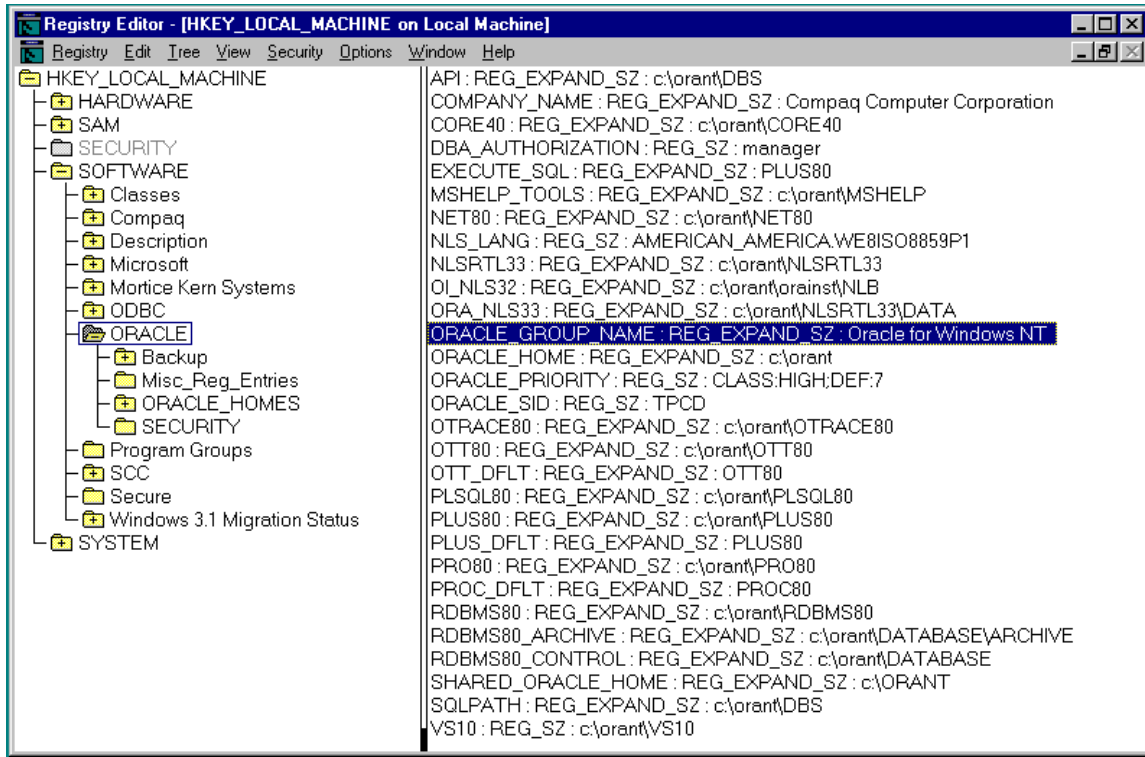 Registry Editor - [HKEY_LOCAL_MACHINE on Local Machine]
Registry Edit Tree View Security Options Window Help
HKEY_LOCAL_MACHINE
HARDWARE
SAM
SECURITY
SOFTWARE
Classes
Compaq
Description
Microsoft
Mortice Kern Systems
ODBC
ORACLE
Backup
Misc_Reg_Entries
ORACLE_HOMES
SECURITY
Program Groups
SCC
Secure
Windows 3.1 Migration Status
SYSTEM
API : REG_EXPAND_SZ : c:\orant\DBS
COMPANY_NAME : REG_EXPAND_SZ : Compaq Computer Corporation
CORE40 : REG_EXPAND_SZ : c:\orant\CORE40
DBA_AUTHORIZATION : REG_SZ : manager
EXECUTE_SQL : REG_EXPAND_SZ : PLUS80
MSHELP_TOOLS : REG_EXPAND_SZ : c:\orant\MSHELP
NET80 : REG_EXPAND_SZ : c:\orant\NET80
NLS_LANG : REG_SZ : AMERICAN_AMERICA.WE8ISO8859P1
NLSRTL33 : REG_EXPAND_SZ : c:\orant\NLSRTL33
OI_NLS32 : REG_EXPAND_SZ : c:\orant\orainst\NLB
ORA_NLS33 : REG_EXPAND_SZ : c:\orant\NLSRTL33\DATA
ORACLE_GROUP_NAME : REG_EXPAND_SZ : Oracle for Windows NT
ORACLE_HOME : REG_EXPAND_SZ : c:\orant
ORACLE_PRIORITY : REG_SZ : CLASS:HIGH;DEF:7
ORACLE_SID : REG_SZ : TPCD
OTRACE80 : REG_EXPAND_SZ : c:\orant\OTRACE80
OTT80 : REG_EXPAND_SZ : c:\orant\OTT80
OTT_DFLT : REG_EXPAND_SZ : OTT80
PLSQL80 : REG_EXPAND_SZ : c:\orant\PLSQL80
PLUS80 : REG_EXPAND_SZ : c:\orant\PLUS80
PLUS_DFLT : REG_EXPAND_SZ : PLUS80
PRO80 : REG_EXPAND_SZ : c:\orant\PRO80
PROC_DFLT : REG_EXPAND_SZ : PROC80
RDBMS80 : REG_EXPAND_SZ : c:\orant\RDBMS80
RDBMS80_ARCHIVE : REG_EXPAND_SZ : c:\orant\DATABASE\ARCHIVE
RDBMS80_CONTROL : REG_EXPAND_SZ : c:\orant\DATABASE
SHARED_ORACLE_HOME : REG_EXPAND_SZ : c:\ORANT
SQLPATH : REG_EXPAND_SZ : c:\orant\DBS
VS10 : REG_SZ : c:\orant\VS10